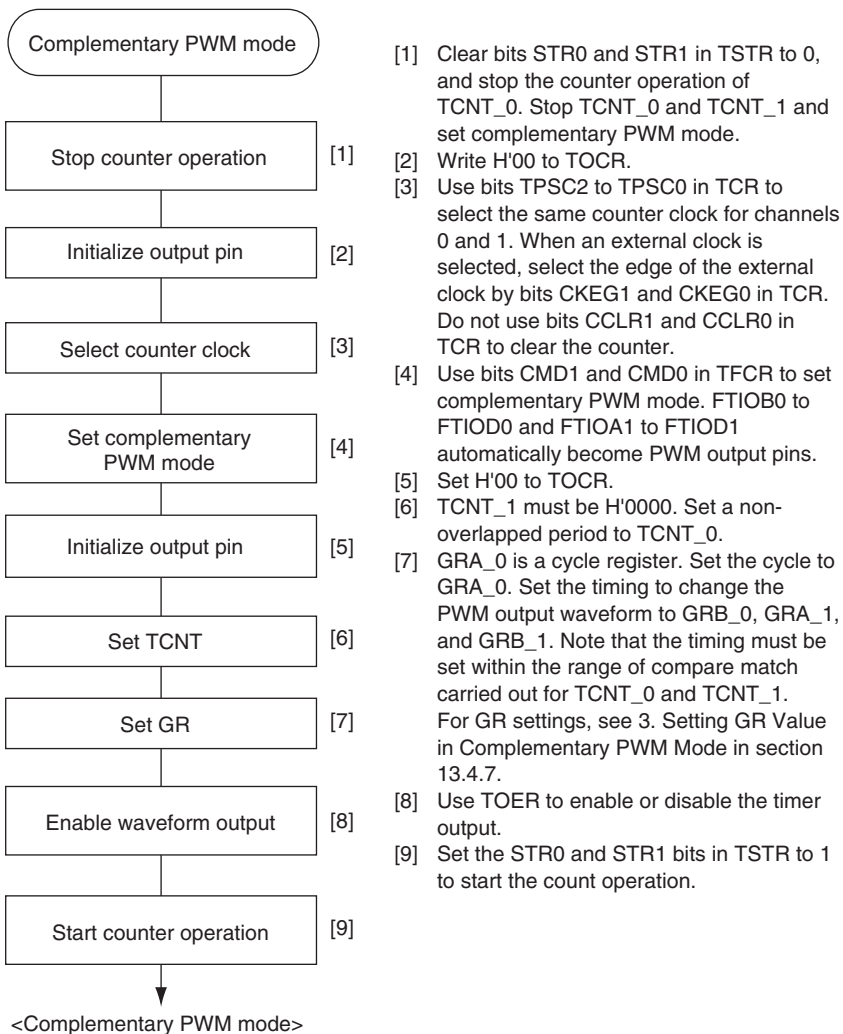 Complementary PWM mode
Stop counter operation
[1]
Initialize output pin
[2]
Select counter clock
[3]
Set complementary
PWM mode
[4]
Initialize output pin
[5]
Set TCNT
[6]
Set GR
[7]
Enable waveform output
[8]
Start counter operation
[9]
<Complementary PWM mode>
[1] Clear bits STR0 and STR1 in TSTR to 0,
and stop the counter operation of
TCNT_0. Stop TCNT_0 and TCNT_1 and
set complementary PWM mode.
[2] Write H'00 to TOCR.
[3] Use bits TPSC2 to TPSC0 in TCR to
select the same counter clock for channels
0 and 1. When an external clock is
selected, select the edge of the external
clock by bits CKEG1 and CKEG0 in TCR.
Do not use bits CCLR1 and CCLR0 in
TCR to clear the counter.
[4] Use bits CMD1 and CMD0 in TFCR to set
complementary PWM mode. FTIOB0 to
FTIOD0 and FTIOA1 to FTIOD1
automatically become PWM output pins.
[5] Set H'00 to TOCR.
[6] TCNT_1 must be H'0000. Set a non-
overlapped period to TCNT_0.
[7] GRA_0 is a cycle register. Set the cycle to
GRA_0. Set the timing to change the
PWM output waveform to GRB_0, GRA_1,
and GRB_1. Note that the timing must be
set within the range of compare match
carried out for TCNT_0 and TCNT_1.
For GR settings, see 3. Setting GR Value
in Complementary PWM Mode in section
13.4.7.
[8] Use TOER to enable or disable the timer
output.
[9] Set the STR0 and STR1 bits in TSTR to 1
to start the count operation.